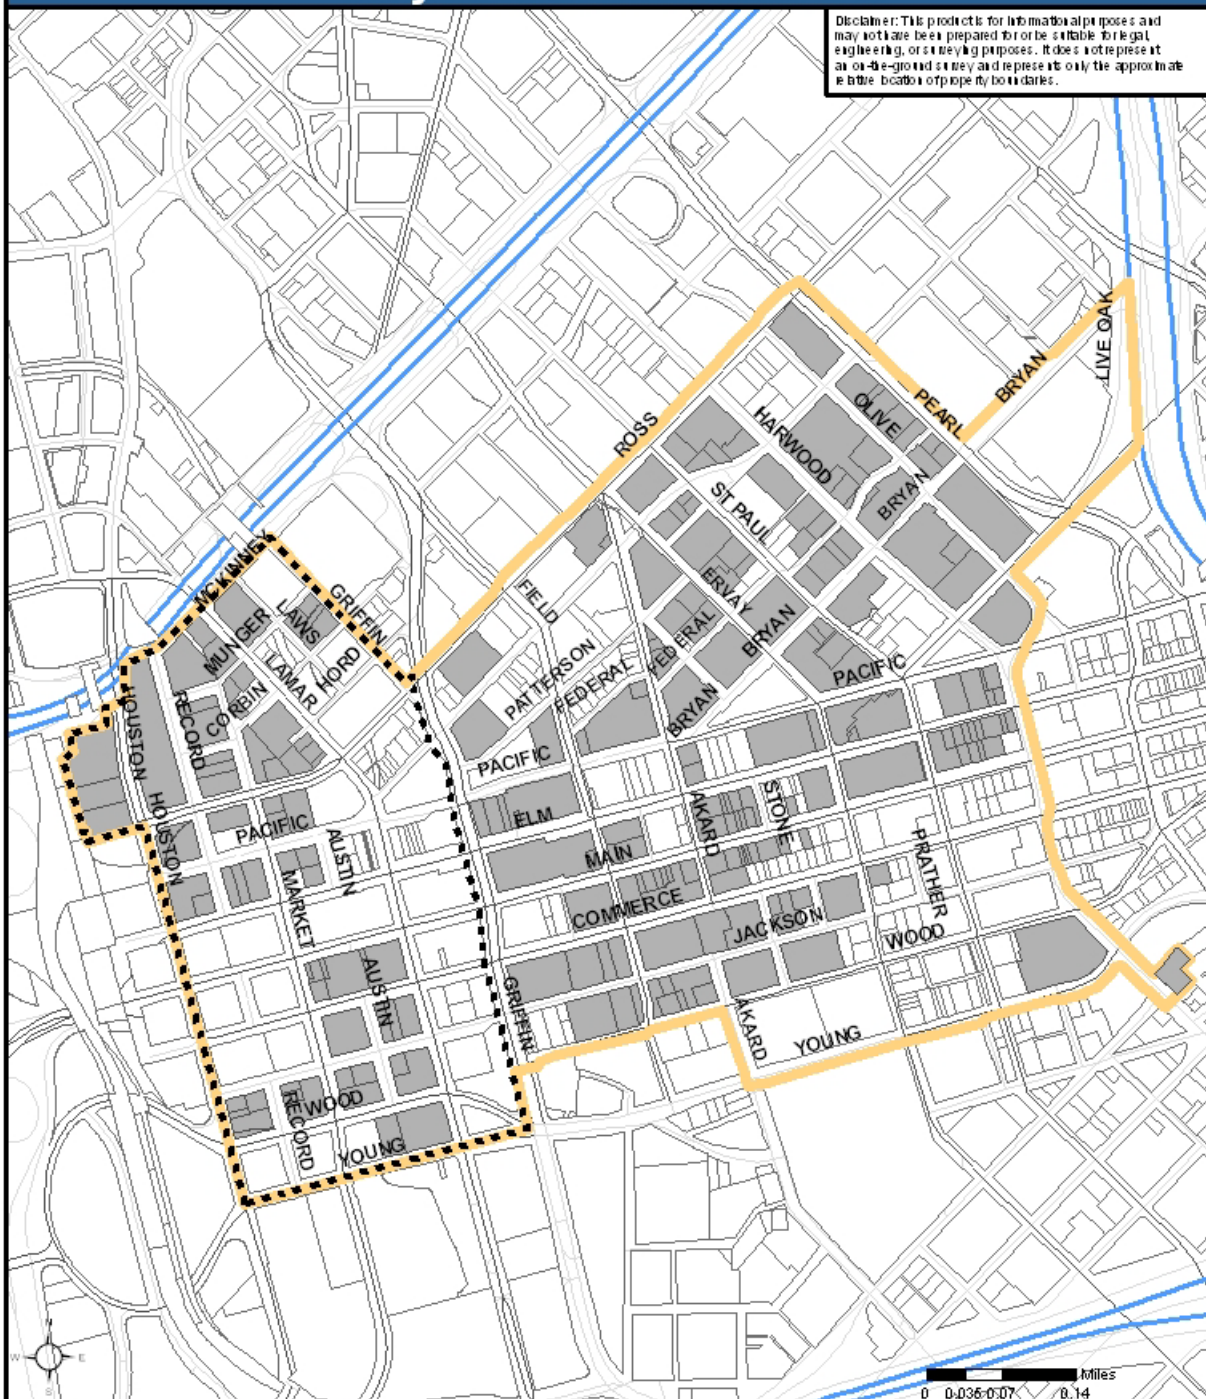 Disclaimer: This product is for informational purposes and
may not have been prepared for or be suitable for legal,
engineering, or surveying purposes. It does not represent
an on-the-ground survey and represents only the approximate
relative location of property boundaries.
LIVE OAK
BRYAN
PEARL
OLIVE
ROSS
HARWOOD
BRYAN
ST PAUL
MCKINNEY
GRIFFIN
LAWS
FIELD
ERVAY
MUNGER
FEDERAL
BRYAN
LAMAR
HORD
PATTERSON
FEDERAL
PACIFIC
HOUSTON
RECORD
CORBIN
BRYAN
PACIFIC
HOUSTON
PACIFIC
AUSTIN
ELM
AKARD
STONE
MAIN
PRATHER
MARKET
COMMERCE
JACKSON
WOOD
AUSTIN
GRIFFIN
AKARD
YOUNG
RECORD
WOOD
YOUNG
N
W E
S
Miles
0 0.035 0.07 0.14